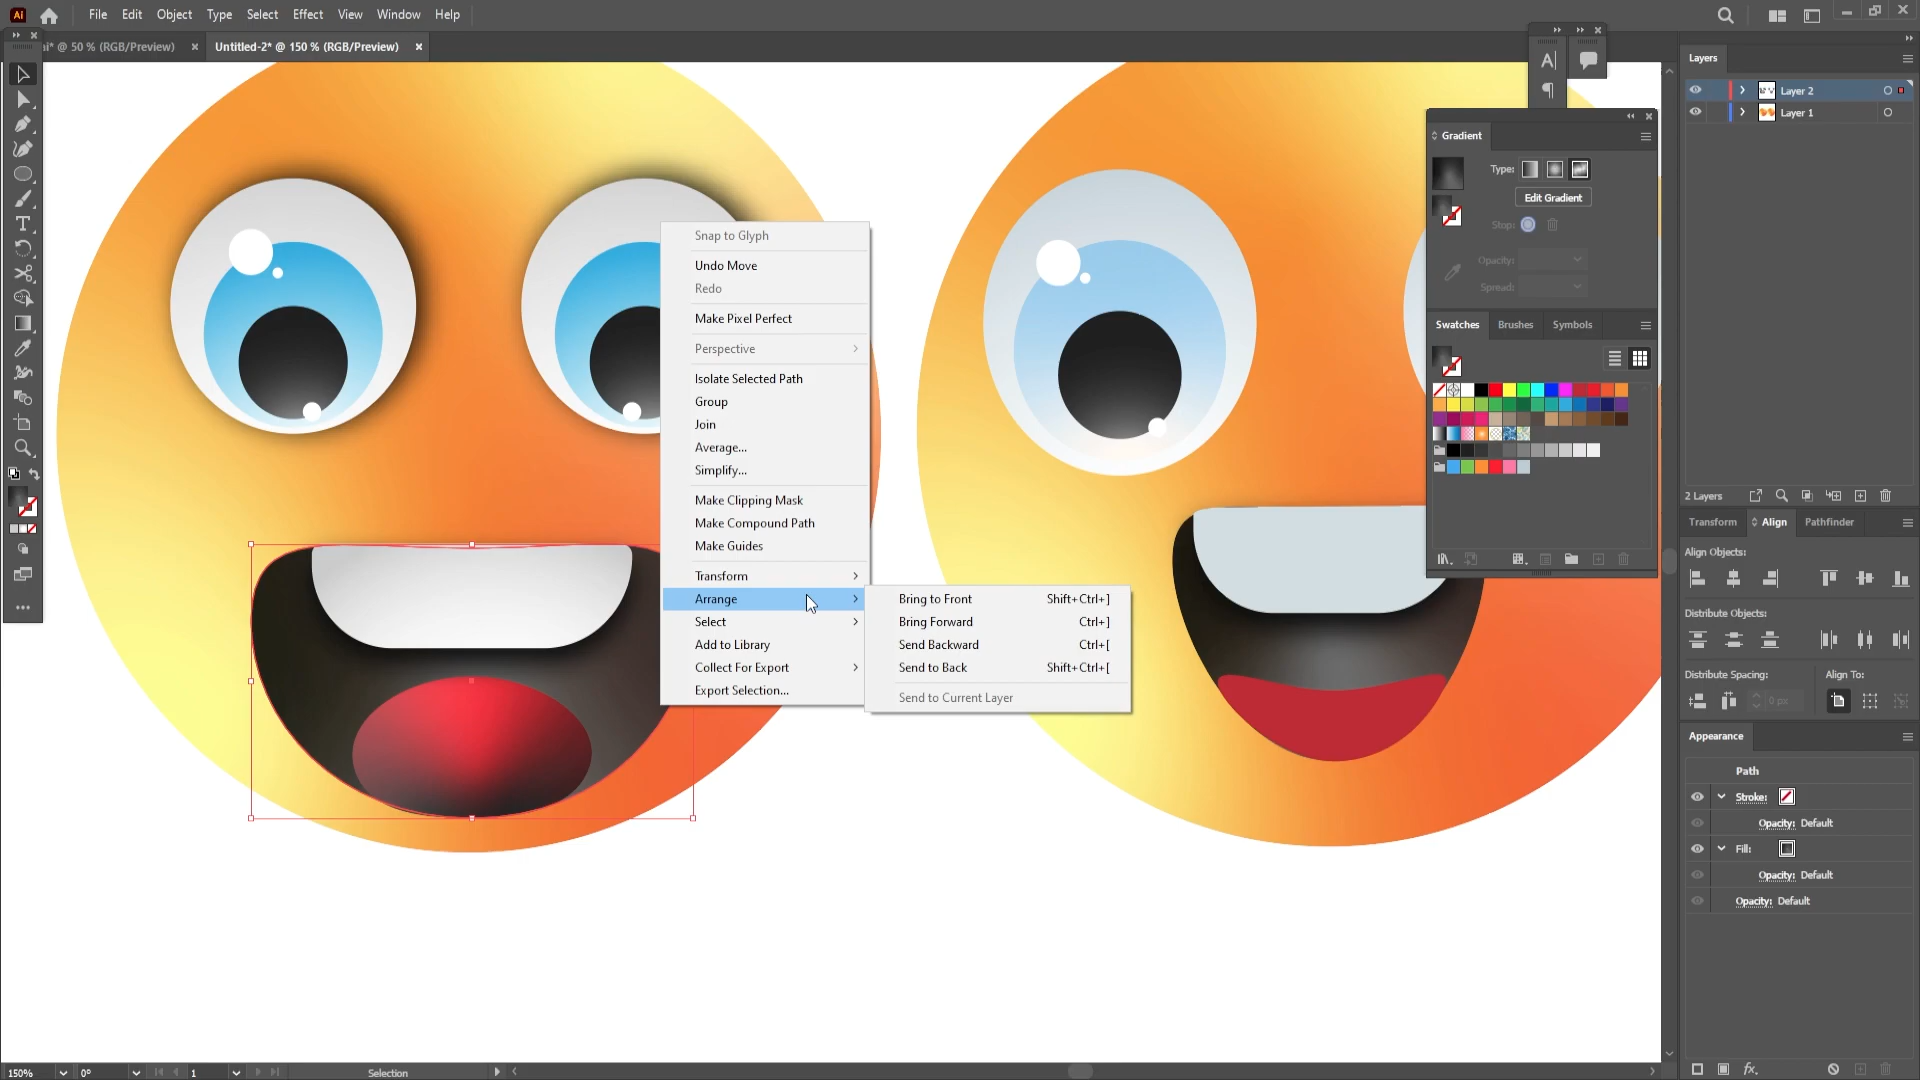 Ai
File Edit Object Type Select Effect View Window Help
ai* @ 50 % (RGB/Preview) × Untitled-2* @ 150 % (RGB/Preview) ×
Layers
Layer 2
Layer 1
Gradient
Type:
Edit Gradient
Stop:
Opacity:
Spread:
Swatches Brushes Symbols
2 Layers
Transform Align Pathfinder
Align Objects:
Distribute Objects:
Distribute Spacing: Align To:
0 px
Appearance
Path
Stroke:
Opacity: Default
Fill:
Opacity: Default
Opacity: Default
Snap to Glyph
Undo Move
Redo
Make Pixel Perfect
Perspective
Isolate Selected Path
Group
Join
Average...
Simplify...
Make Clipping Mask
Make Compound Path
Make Guides
Transform
Arrange
Select
Add to Library
Collect For Export
Export Selection...
Bring to Front Shift+Ctrl+]
Bring Forward Ctrl+]
Send Backward Ctrl+[
Send to Back Shift+Ctrl+[
Send to Current Layer
150% 0° 1 Selection